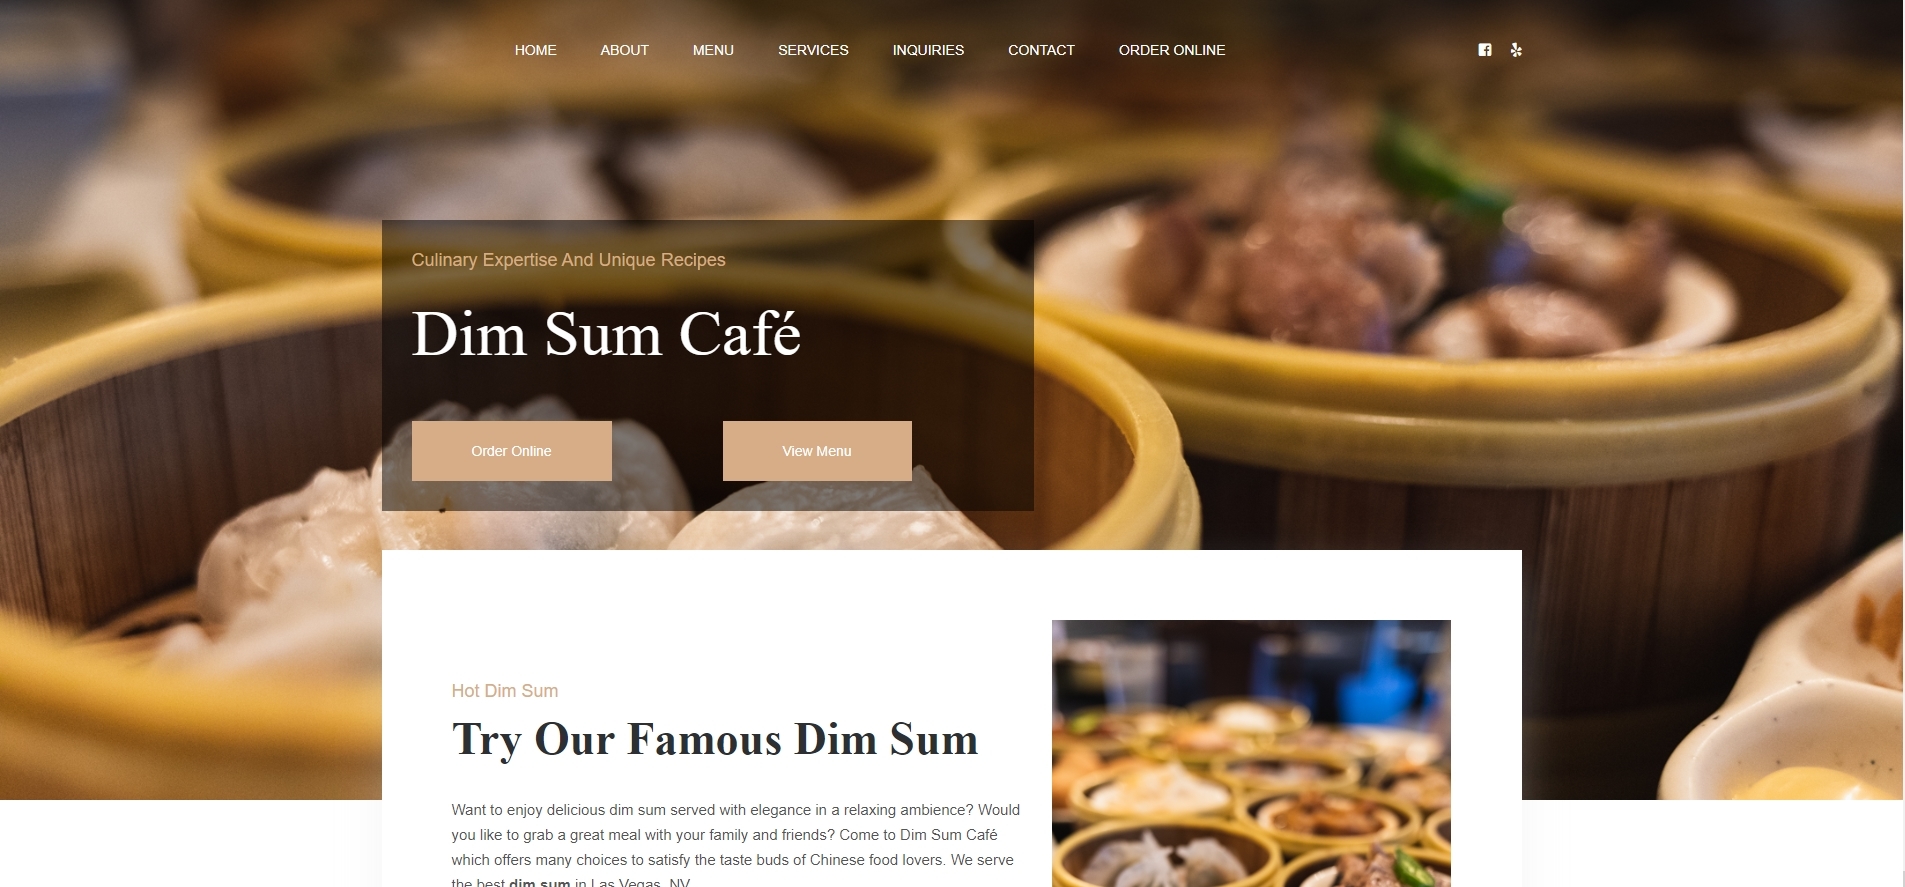 HOME ABOUT MENU SERVICES INQUIRIES CONTACT ORDER ONLINE
Culinary Expertise And Unique Recipes
Dim Sum Café
Order Online View Menu
Hot Dim Sum
Try Our Famous Dim Sum
Want to enjoy delicious dim sum served with elegance in a relaxing ambience? Would
you like to grab a great meal with your family and friends? Come to Dim Sum Café
which offers many choices to satisfy the taste buds of Chinese food lovers. We serve
the best dim sum in Las Vegas, NV.